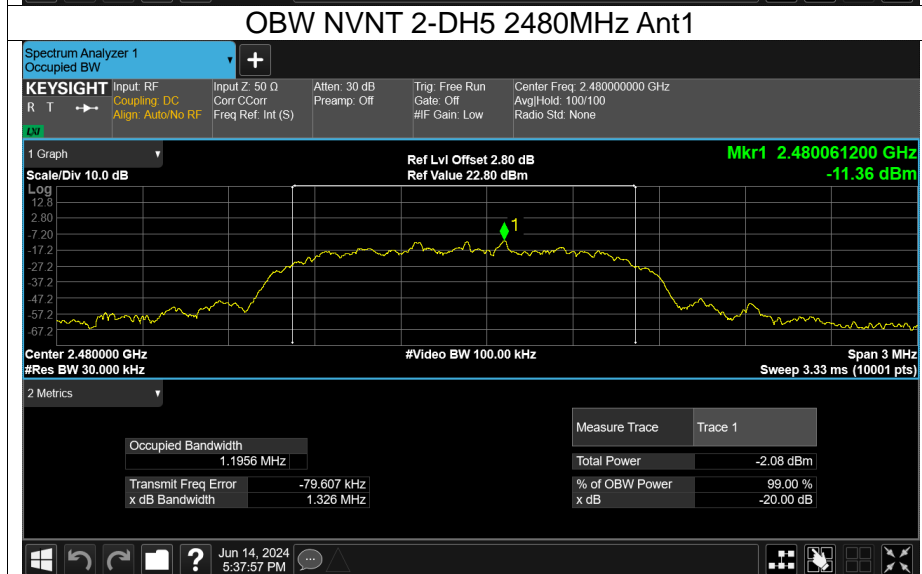 OBW NVNT 2-DH5 2480MHz Ant1
Spectrum Analyzer 1
Occupied BW
+
KEYSIGHT Input: RF Input Z: 50 Ω Atten: 30 dB Trig: Free Run Center Freq: 2.480000000 GHz
R T Coupling: DC Corr CCorr Preamp: Off Gate: Off Avg|Hold: 100/100
Align: Auto/No RF Freq Ref: Int (S) #IF Gain: Low Radio Std: None
LXI
1 Graph Ref Lvl Offset 2.80 dB Mkr1 2.480061200 GHz
Scale/Div 10.0 dB Ref Value 22.80 dBm -11.36 dBm
Log
12.8
2.80
-7.20
1
-17.2
-27.2
-37.2
-47.2
-57.2
-67.2
Center 2.480000 GHz #Video BW 100.00 kHz Span 3 MHz
#Res BW 30.000 kHz Sweep 3.33 ms (10001 pts)
2 Metrics
Measure Trace Trace 1
Occupied Bandwidth
1.1956 MHz Total Power -2.08 dBm
Transmit Freq Error -79.607 kHz % of OBW Power 99.00 %
x dB Bandwidth 1.326 MHz x dB -20.00 dB
? Jun 14, 2024
5:37:57 PM